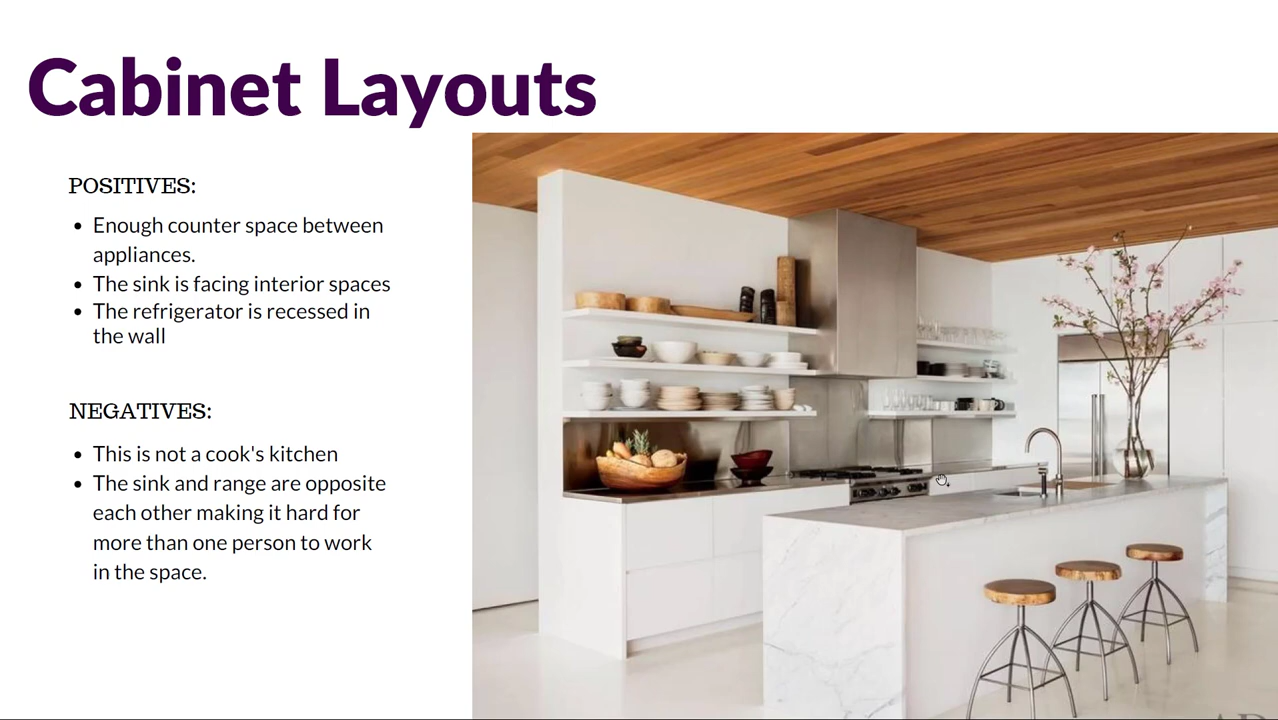 Cabinet Layouts
POSITIVES:
• Enough counter space between
appliances.
• The sink is facing interior spaces
• The refrigerator is recessed in
the wall
NEGATIVES:
• This is not a cook's kitchen
• The sink and range are opposite
each other making it hard for
more than one person to work
in the space.